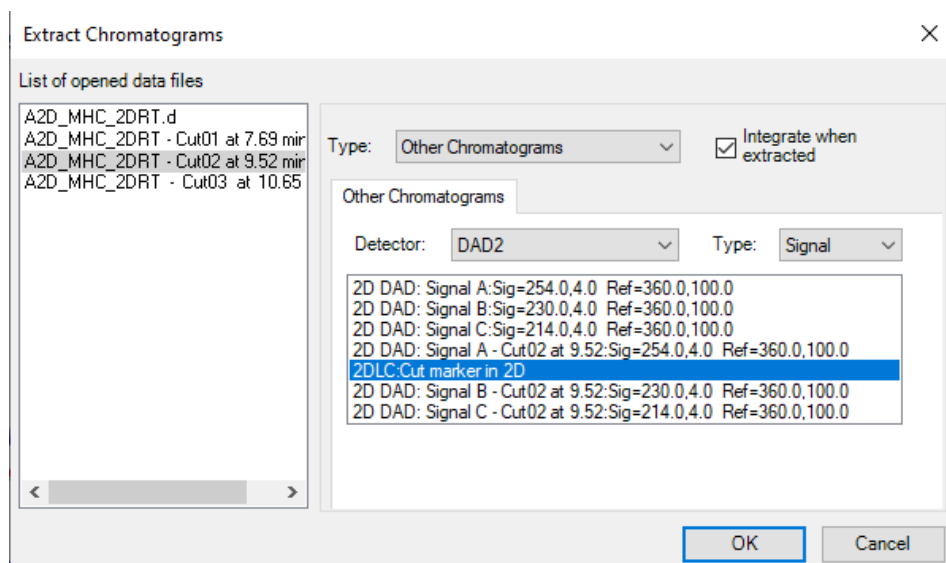 Extract Chromatograms
List of opened data files
A2D_MHC_2DRT.d
A2D_MHC_2DRT - Cut01 at 7.69 mir
A2D_MHC_2DRT - Cut02 at 9.52 mir
A2D_MHC_2DRT - Cut03 at 10.65
Type: Other Chromatograms
Integrate when
extracted
Other Chromatograms
Detector: DAD2 Type: Signal
2D DAD: Signal A:Sig=254.0,4.0 Ref=360.0,100.0
2D DAD: Signal B:Sig=230.0,4.0 Ref=360.0,100.0
2D DAD: Signal C:Sig=214.0,4.0 Ref=360.0,100.0
2D DAD: Signal A - Cut02 at 9.52:Sig=254.0,4.0 Ref=360.0,100.0
2DLC:Cut marker in 2D
2D DAD: Signal B - Cut02 at 9.52:Sig=230.0,4.0 Ref=360.0,100.0
2D DAD: Signal C - Cut02 at 9.52:Sig=214.0,4.0 Ref=360.0,100.0
OK Cancel